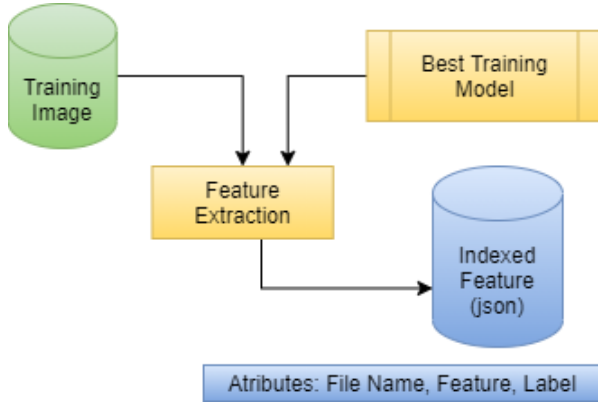 Training
Image
Best Training
Model
Feature
Extraction
Indexed
Feature
(json)
Atributes: File Name, Feature, Label